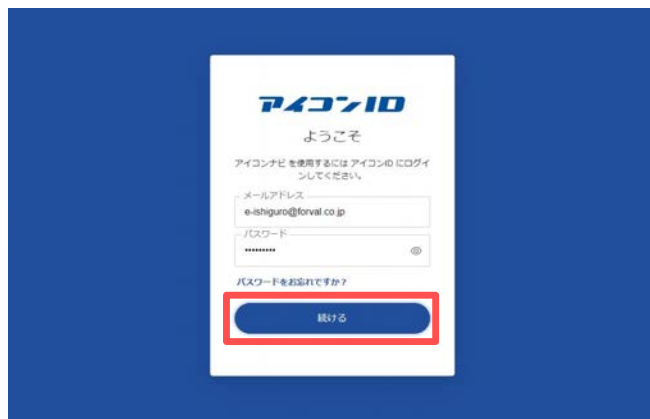 アイコンID
ようこそ
アイコンナビ を使用するには アイコンID にログイ
ンしてください。
メールアドレス
e-ishiguro@forval.co.jp
パスワード
•••••••••
パスワードをお忘れですか？
続ける